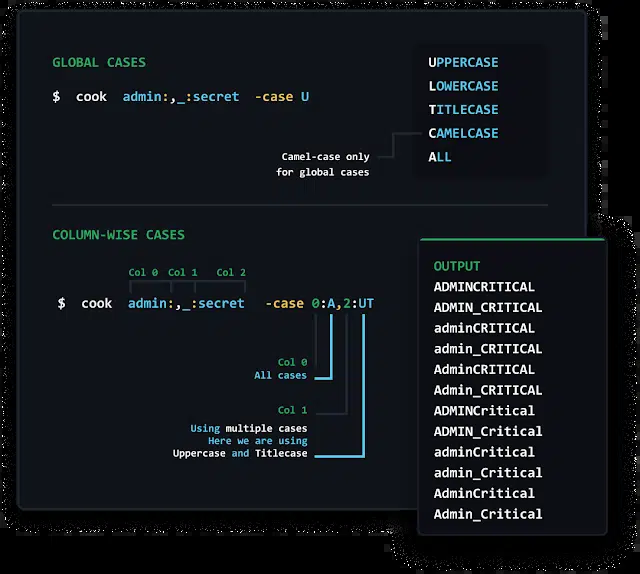 GLOBAL CASES
$ cook admin:,_:secret -case U
UPPERCASE
LOWERCASE
TITLECASE
CAMELCASE
ALL
Camel-case only
for global cases
COLUMN-WISE CASES
Col 0 Col 1 Col 2
$ cook admin:,_:secret -case 0:A,2:UT
Col 0
All cases
Col 1
Using multiple cases
Here we are using
Uppercase and Titlecase
OUTPUT
ADMINCRITICAL
ADMIN_CRITICAL
adminCRITICAL
admin_CRITICAL
AdminCRITICAL
Admin_CRITICAL
ADMINCritical
ADMIN_Critical
adminCritical
admin_Critical
AdminCritical
Admin_Critical